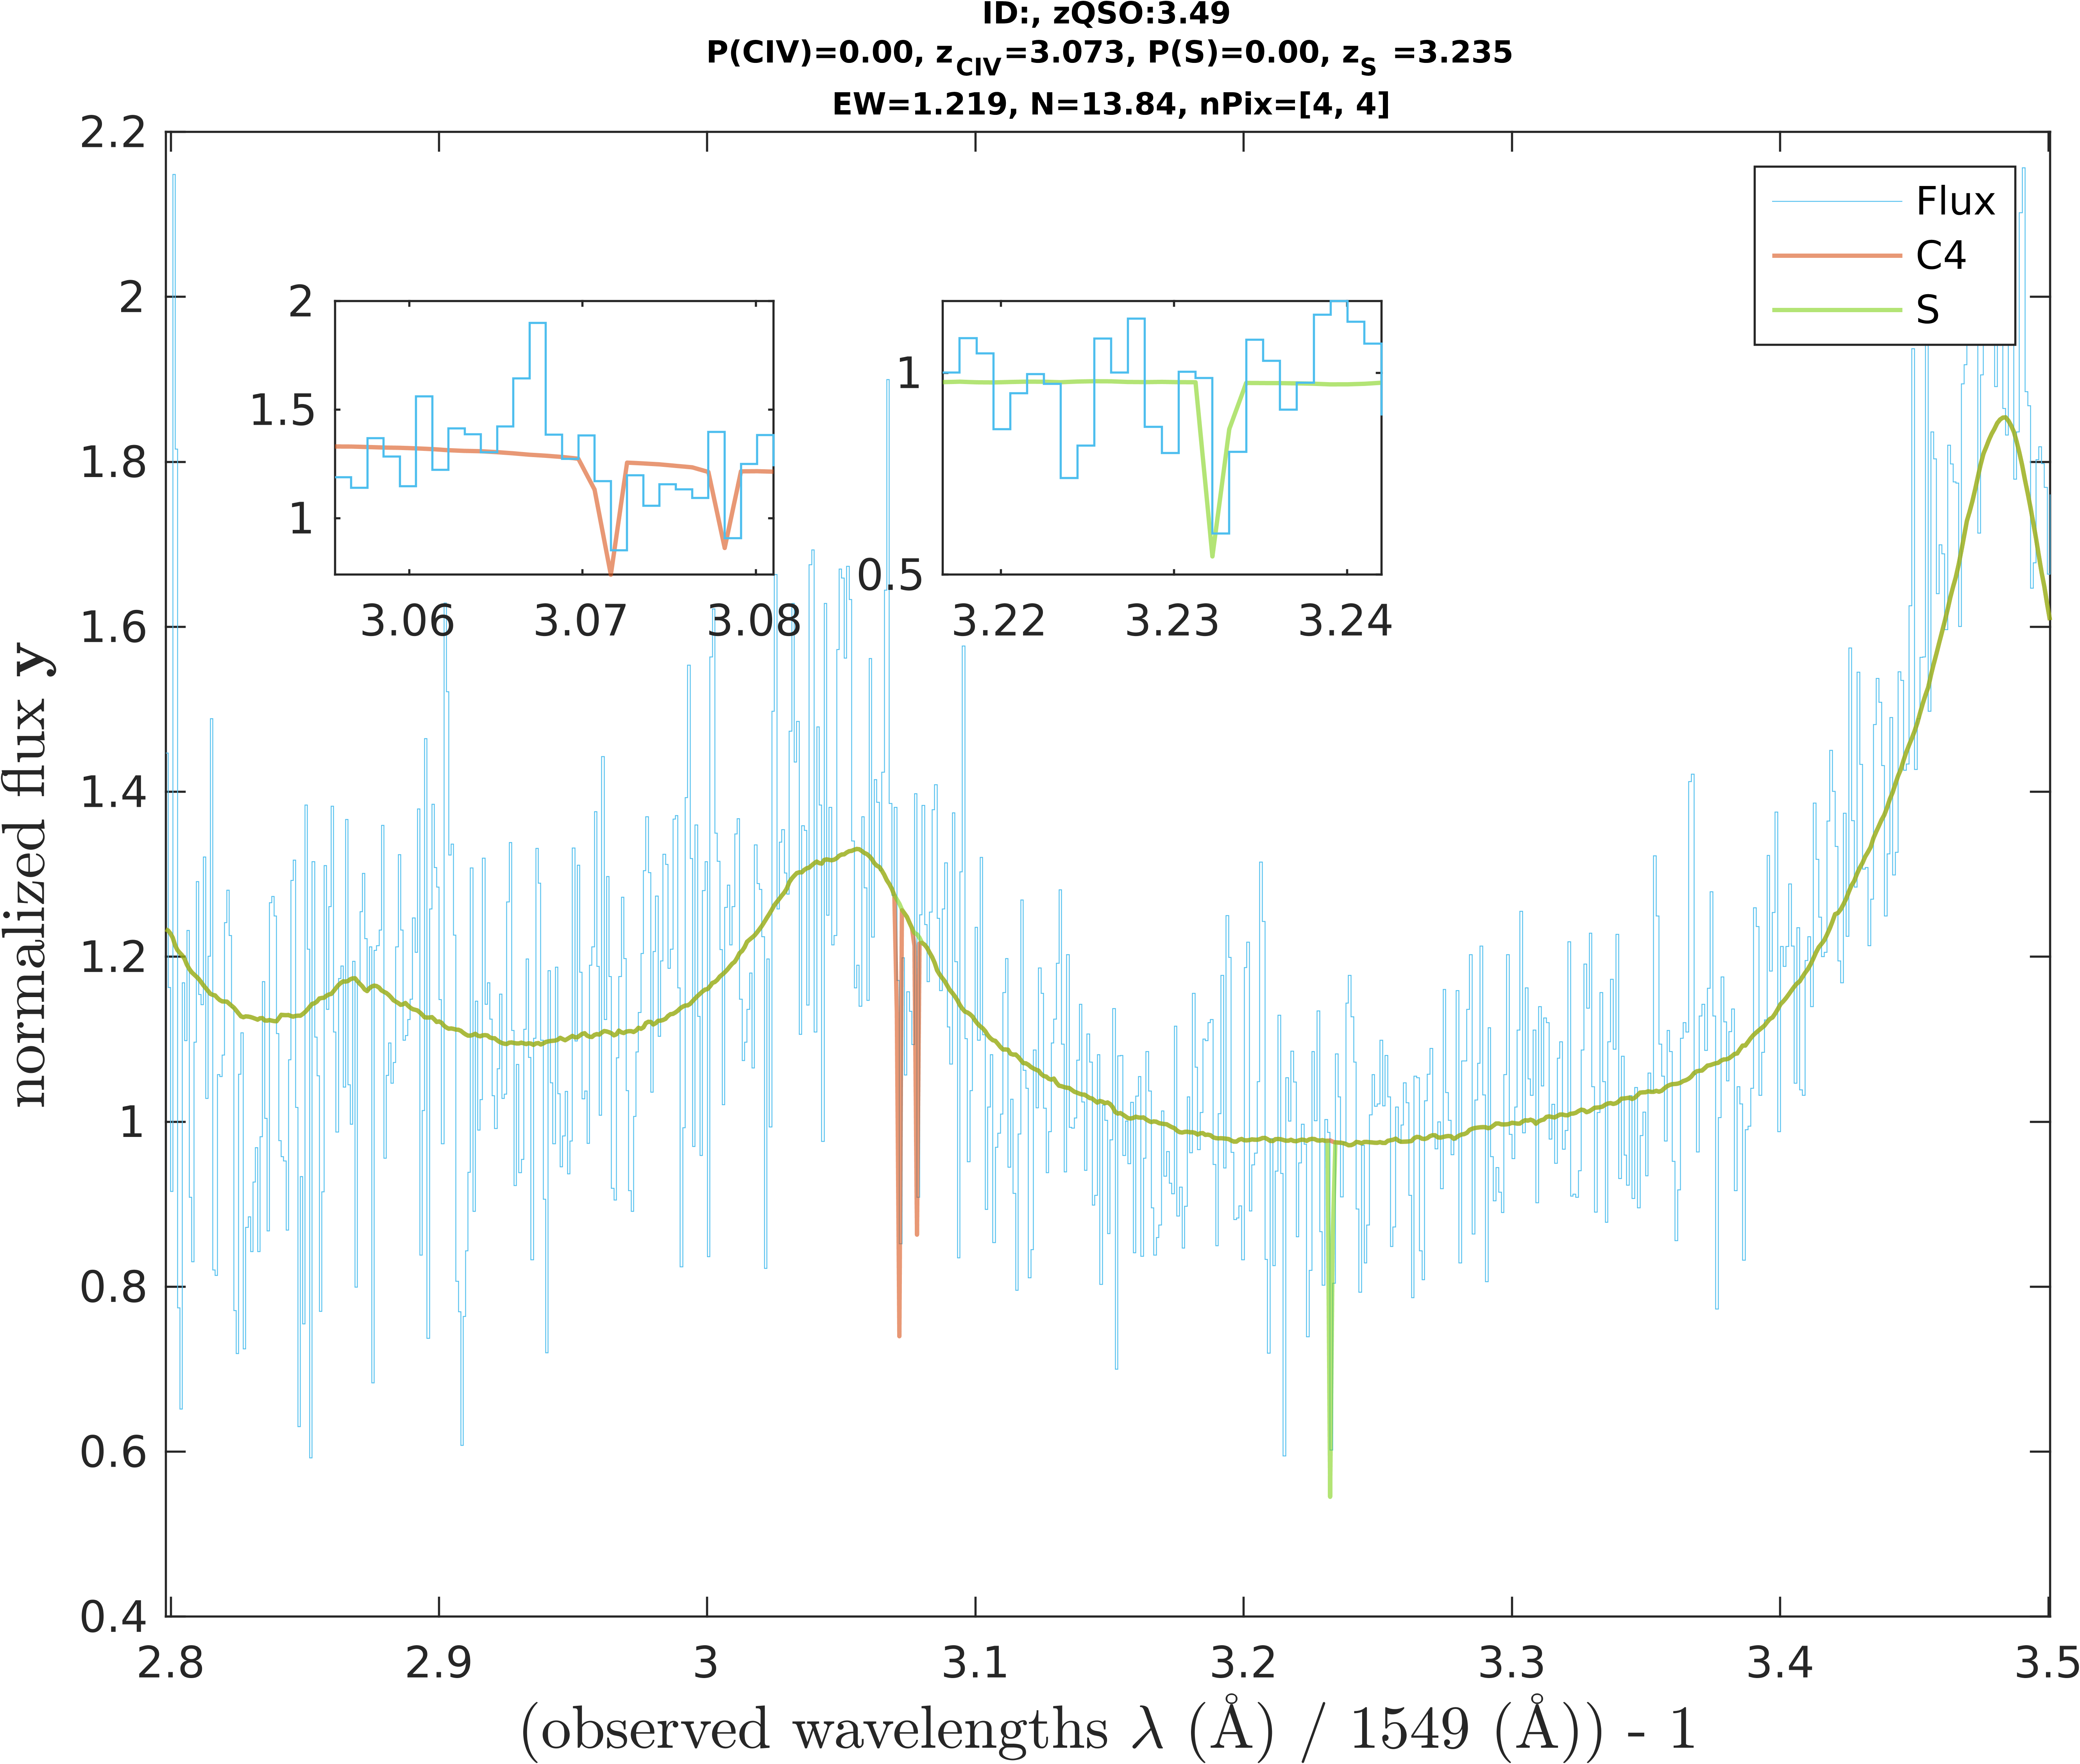 ID:, zQSO:3.49
P(CIV)=0.00, zCIV=3.073, P(S)=0.00, zS =3.235
EW=1.219, N=13.84, nPix=[4, 4]
2.2
2
1.8
1.6
1.4
1.2
1
0.8
0.6
0.4
normalized flux y
Flux
C4
S
2
1.5
1
3.06 3.07 3.08
1
0.5
3.22 3.23 3.24
2.8 2.9 3 3.1 3.2 3.3 3.4 3.5
(observed wavelengths λ (Å) / 1549 (Å)) - 1